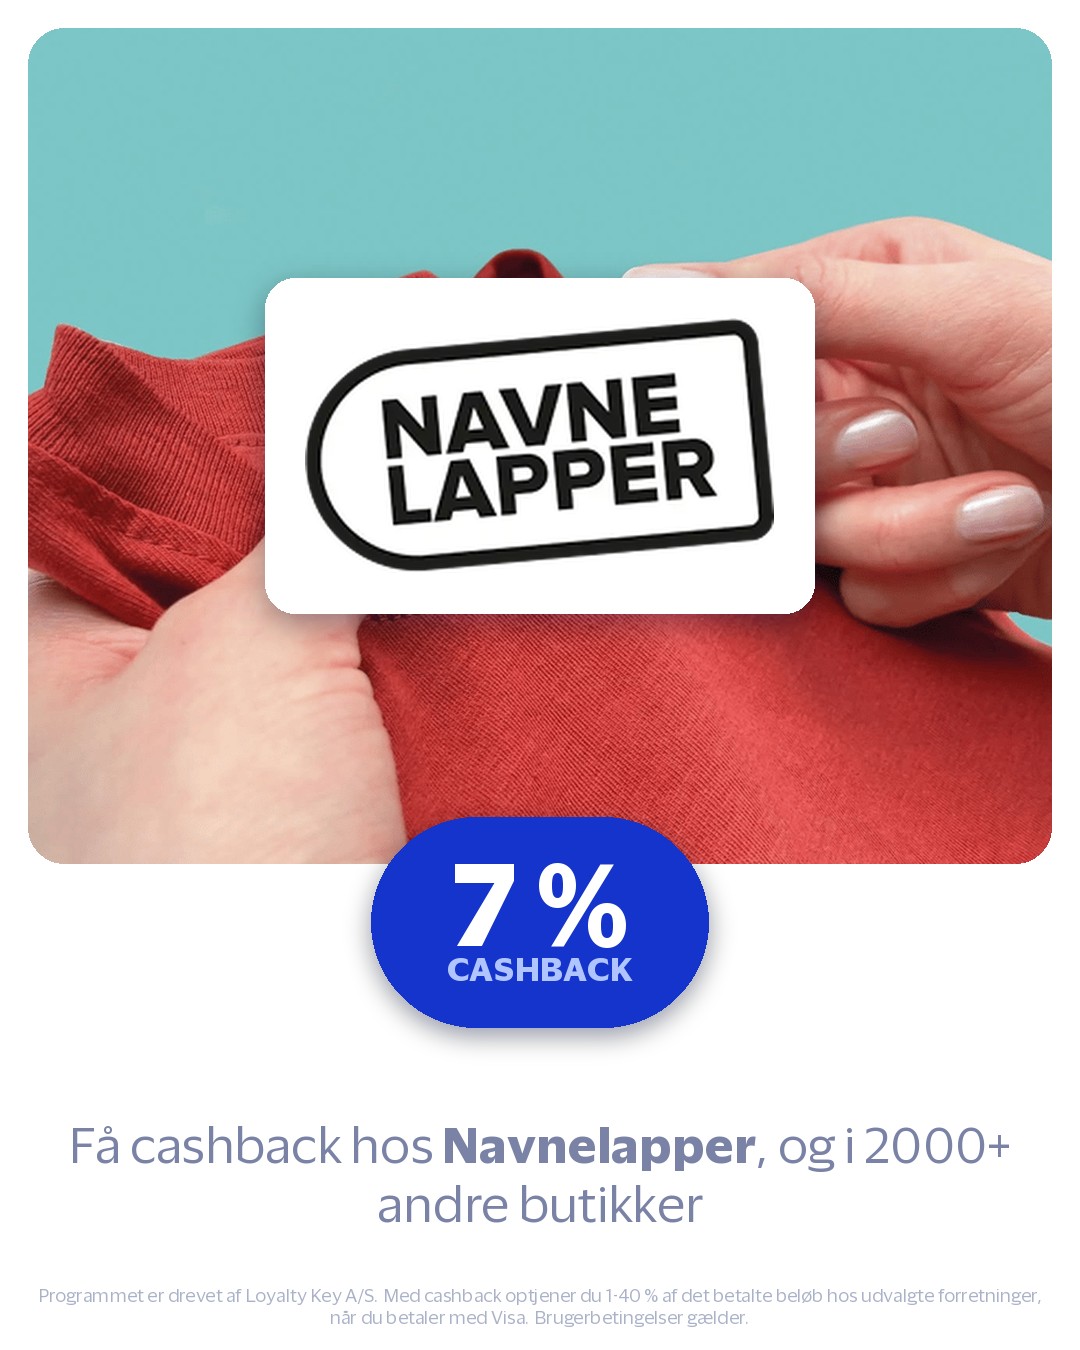 NAVNE
LAPPER
7 %
CASHBACK
Få cashback hos Navnelapper, og i 2000+
andre butikker
Programmet er drevet af Loyalty Key A/S. Med cashback optjener du 1-40 % af det betalte beløb hos udvalgte forretninger,
når du betaler med Visa. Brugerbetingelser gælder.